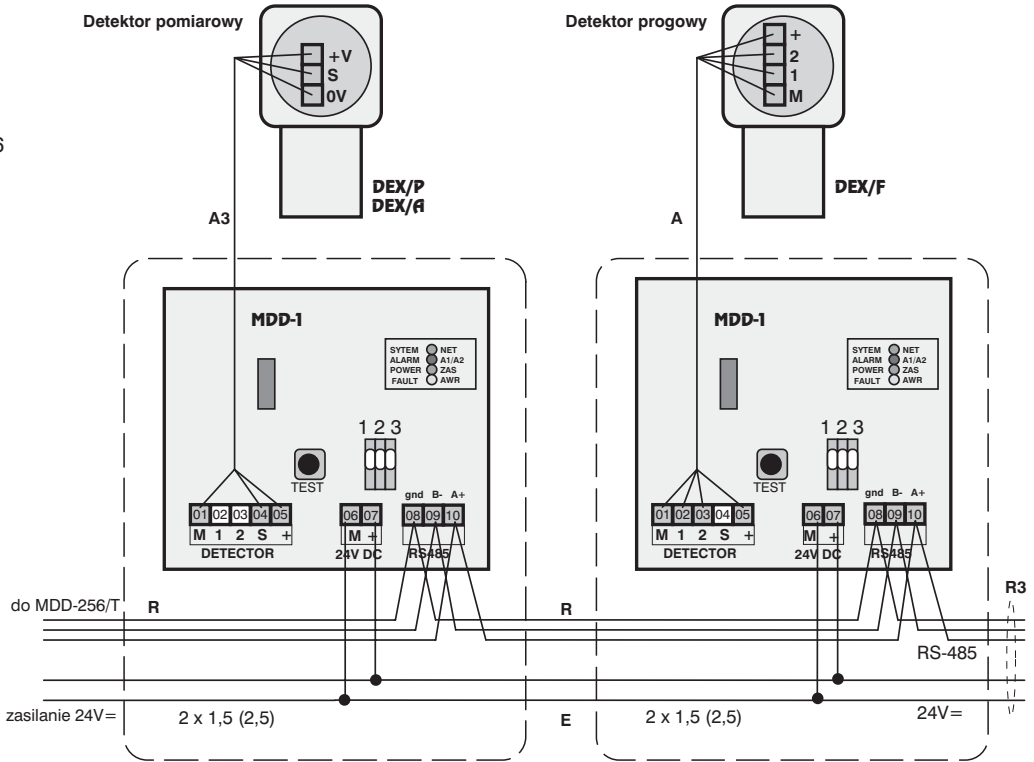 Detektor pomiarowy
+V
S
0V
DEX/P
DEX/A
A3
MDD-1
SYTEM NET
ALARM A1/A2
POWER ZAS
FAULT AWR
1 2 3
TEST
gnd B- A+
01 02 03 04 05
06 07
08 09 10
M 1 2 S +
M +
DETECTOR
24V DC
RS485
Detektor progowy
+
2
1
M
DEX/F
A
MDD-1
SYTEM NET
ALARM A1/A2
POWER ZAS
FAULT AWR
1 2 3
TEST
gnd B- A+
01 02 03 04 05
06 07
08 09 10
M 1 2 S +
M +
DETECTOR
24V DC
RS485
6
do MDD-256/T
R
R
R3
RS-485
zasilanie 24V=
2 x 1,5 (2,5)
E
2 x 1,5 (2,5)
24V=